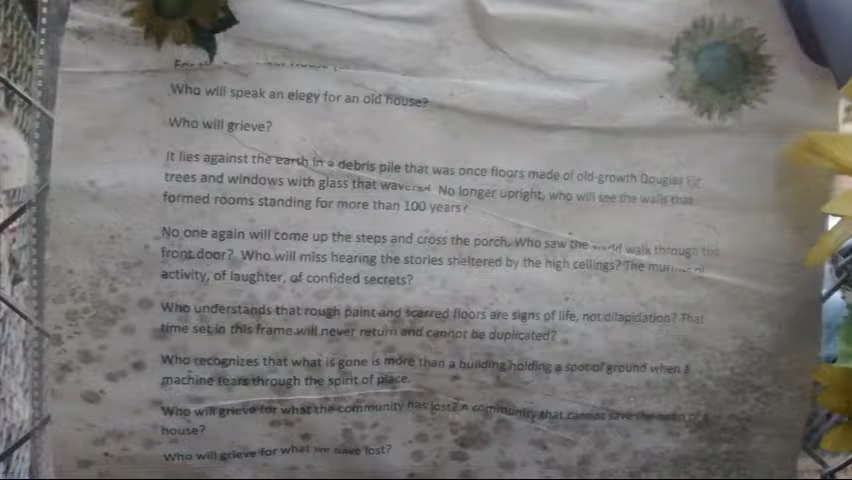 Who will speak an elegy for an old house?
Who will grieve?
It lies against the earth in a debris pile that was once floors made of old-growth Douglas fir
trees and windows with glass that wavered. No longer upright, who will see the walls that
formed rooms standing for more than 100 years?
No one again will come up the steps and cross the porch. Who saw the world walk through the
front door? Who will miss hearing the stories sheltered by the high ceilings? The murmur of
activity, of laughter, of confided secrets?
Who understands that rough paint and scarred floors are signs of life, not dilapidation? That
time set in this frame will never return and cannot be duplicated?
Who recognizes that what is gone is more than a building holding a spot of ground when a
machine tears through the spirit of place.
Who will grieve for what the community has lost? A community that cannot save
house?
Who will grieve for what we have lost?